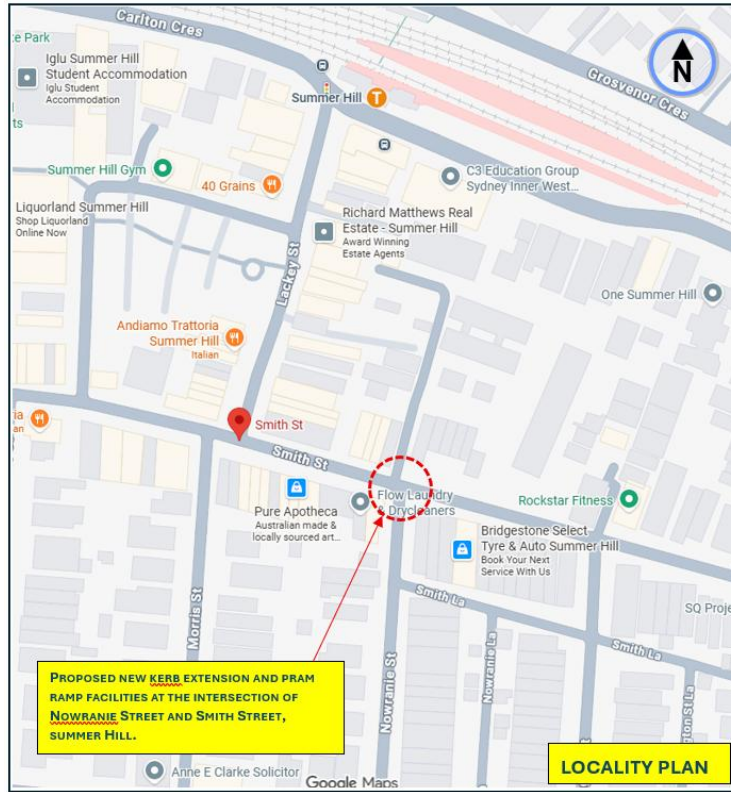 Carlton Cres
Grosvenor Cres
N
e Park
Iglu Summer Hill
Student Accommodation
Iglu Student
Accommodation
ts
Summer Hill
T
Summer Hill Gym
40 Grains
C3 Education Group
Sydney Inner West...
Liquorland Summer Hill
Shop Liquorland
Online Now
Richard Matthews Real
Estate - Summer Hill
Award Winning
Estate Agents
Lackey St
One Summer Hill
Andiamo Trattoria
Summer Hill
Italian
ria
an
Smith St
Smith St
Flow Laundry
& Drycleaners
Pure Apotheca
Australian made &
locally sourced art...
Rockstar Fitness
Bridgestone Select
Tyre & Auto Summer Hill
Book Your Next
Service With Us
Smith La
SQ Proje
Smith La
Morris St
Nowranie St
Nowranie La
gton St La
PROPOSED NEW KERB EXTENSION AND PRAM
RAMP FACILITIES AT THE INTERSECTION OF
NOWRANIE STREET AND SMITH STREET,
SUMMER HILL.
Anne E Clarke Solicitor
Google Maps
LOCALITY PLAN